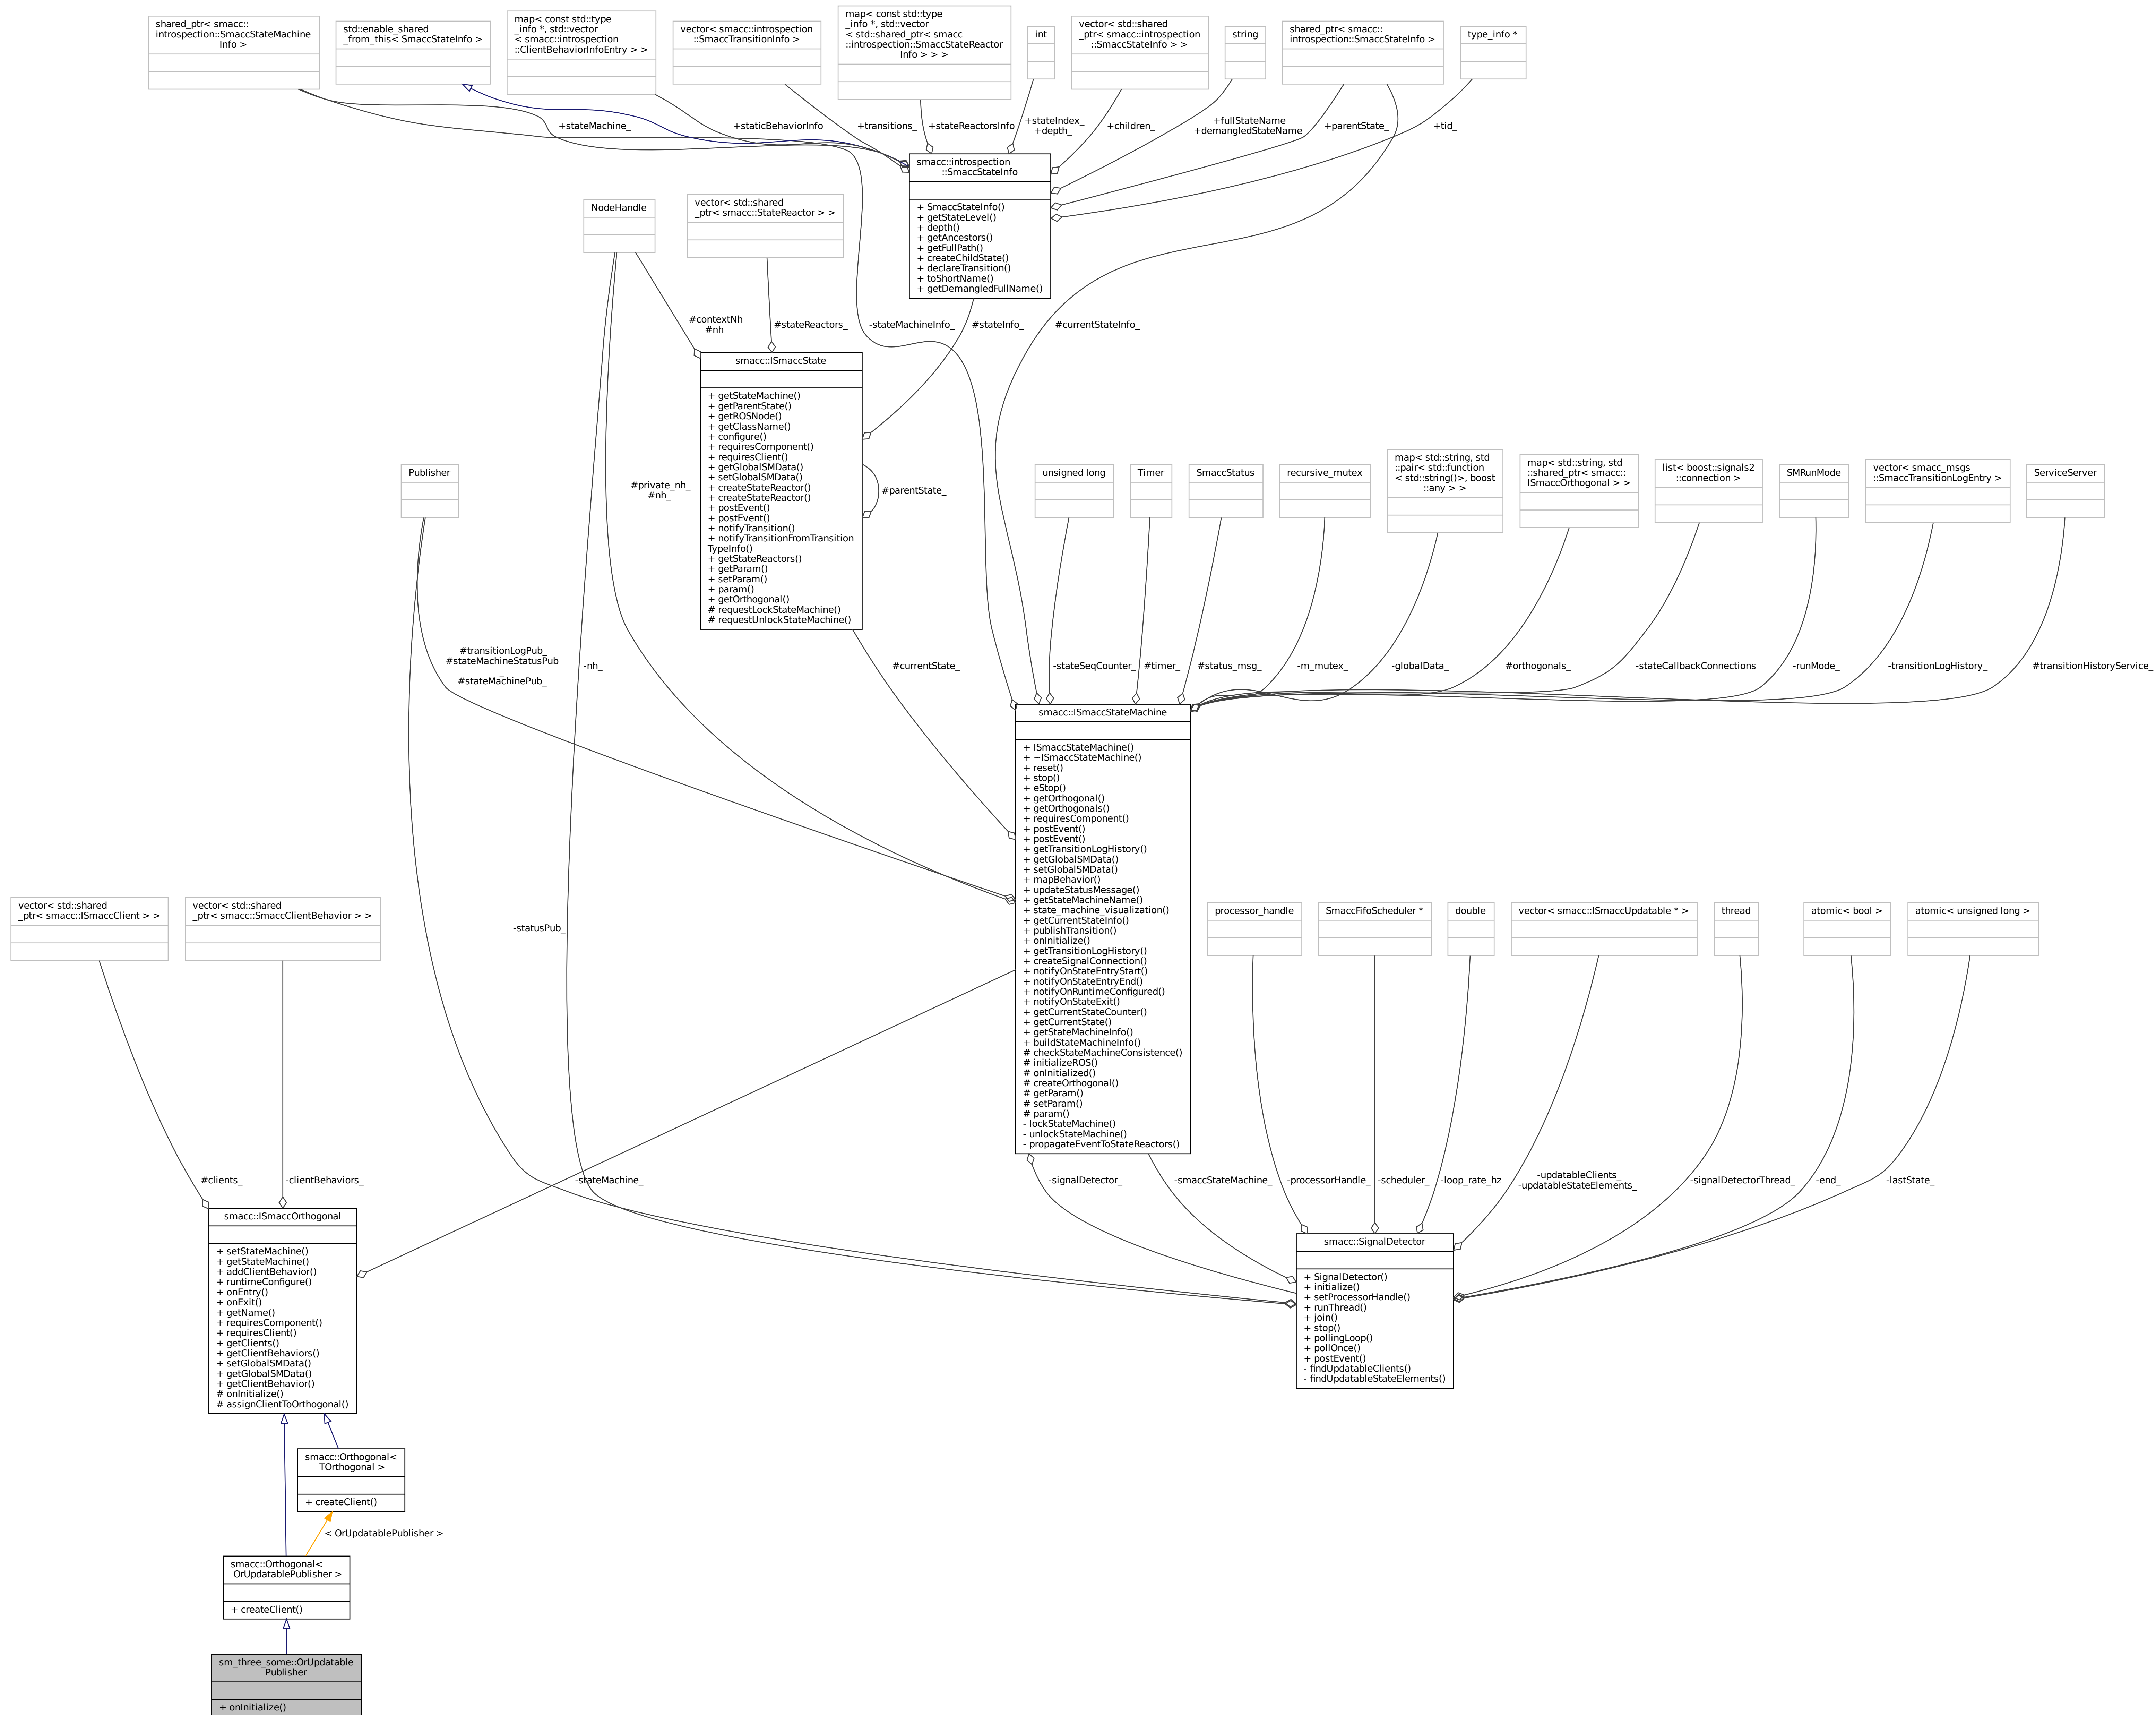 shared_ptr< smacc::
introspection::SmaccStateMachine
Info >
std::enable_shared
_from_this< SmaccStateInfo >
map< const std::type
_info *, std::vector
< smacc::introspection
::ClientBehaviorInfoEntry > >
vector< smacc::introspection
::SmaccTransitionInfo >
map< const std::type
_info *, std::vector
< std::shared_ptr< smacc
::introspection::SmaccStateReactor
Info > > >
int
vector< std::shared
_ptr< smacc::introspection
::SmaccStateInfo > >
string
shared_ptr< smacc::
introspection::SmaccStateInfo >
type_info *
+stateMachine_
+staticBehaviorInfo
+transitions_
+stateReactorsInfo
+stateIndex_
+depth_
+children_
+fullStateName
+demangledStateName
+parentState_
+tid_
smacc::introspection
::SmaccStateInfo
+ SmaccStateInfo()
+ getStateLevel()
+ depth()
+ getAncestors()
+ getFullPath()
+ createChildState()
+ declareTransition()
+ toShortName()
+ getDemangledFullName()
NodeHandle
vector< std::shared
_ptr< smacc::StateReactor > >
#contextNh
#nh
#stateReactors_
-stateMachineInfo_
#stateInfo_
#currentStateInfo_
smacc::ISmaccState
+ getStateMachine()
+ getParentState()
+ getROSNode()
+ getClassName()
+ configure()
+ requiresComponent()
+ requiresClient()
+ getGlobalSMData()
+ setGlobalSMData()
+ createStateReactor()
+ createStateReactor()
+ postEvent()
+ postEvent()
+ notifyTransition()
+ notifyTransitionFromTransition
TypeInfo()
+ getStateReactors()
+ getParam()
+ setParam()
+ param()
+ getOrthogonal()
# requestLockStateMachine()
# requestUnlockStateMachine()
#parentState_
Publisher
#private_nh_
#nh_
unsigned long
Timer
SmaccStatus
recursive_mutex
map< std::string, std
::pair< std::function
< std::string()>, boost
::any > >
map< std::string, std
::shared_ptr< smacc::
ISmaccOrthogonal > >
list< boost::signals2
::connection >
SMRunMode
vector< smacc_msgs
::SmaccTransitionLogEntry >
ServiceServer
#transitionLogPub_
#stateMachineStatusPub
_
#stateMachinePub_
-nh_
#currentState_
-stateSeqCounter_
#timer_
#status_msg_
-m_mutex_
-globalData_
#orthogonals_
-stateCallbackConnections
-runMode_
-transitionLogHistory_
#transitionHistoryService_
smacc::ISmaccStateMachine
+ ISmaccStateMachine()
+ ~ISmaccStateMachine()
+ reset()
+ stop()
+ eStop()
+ getOrthogonal()
+ getOrthogonals()
+ requiresComponent()
+ postEvent()
+ postEvent()
+ getTransitionLogHistory()
+ getGlobalSMData()
+ setGlobalSMData()
+ mapBehavior()
+ updateStatusMessage()
+ getStateMachineName()
+ state_machine_visualization()
+ getCurrentStateInfo()
+ publishTransition()
+ onInitialize()
+ getTransitionLogHistory()
+ createSignalConnection()
+ notifyOnStateEntryStart()
+ notifyOnStateEntryEnd()
+ notifyOnRuntimeConfigured()
+ notifyOnStateExit()
+ getCurrentStateCounter()
+ getCurrentState()
+ getStateMachineInfo()
+ buildStateMachineInfo()
# checkStateMachineConsistence()
# initializeROS()
# onInitialized()
# createOrthogonal()
# getParam()
# setParam()
# param()
- lockStateMachine()
- unlockStateMachine()
- propagateEventToStateReactors()
vector< std::shared
_ptr< smacc::ISmaccClient > >
vector< std::shared
_ptr< smacc::SmaccClientBehavior > >
-statusPub_
processor_handle
SmaccFifoScheduler *
double
vector< smacc::ISmaccUpdatable * >
thread
atomic< bool >
atomic< unsigned long >
#clients_
-clientBehaviors_
-stateMachine_
-signalDetector_
-smaccStateMachine_
-processorHandle_
-scheduler_
-loop_rate_hz
-updatableClients_
-updatableStateElements_
-signalDetectorThread_
-end_
-lastState_
smacc::ISmaccOrthogonal
+ setStateMachine()
+ getStateMachine()
+ addClientBehavior()
+ runtimeConfigure()
+ onEntry()
+ onExit()
+ getName()
+ requiresComponent()
+ requiresClient()
+ getClients()
+ getClientBehaviors()
+ setGlobalSMData()
+ getGlobalSMData()
+ getClientBehavior()
# onInitialize()
# assignClientToOrthogonal()
smacc::SignalDetector
+ SignalDetector()
+ initialize()
+ setProcessorHandle()
+ runThread()
+ join()
+ stop()
+ pollingLoop()
+ pollOnce()
+ postEvent()
- findUpdatableClients()
- findUpdatableStateElements()
smacc::Orthogonal<
TOrthogonal >
+ createClient()
< OrUpdatablePublisher >
smacc::Orthogonal<
OrUpdatablePublisher >
+ createClient()
sm_three_some::OrUpdatable
Publisher
+ onInitialize()